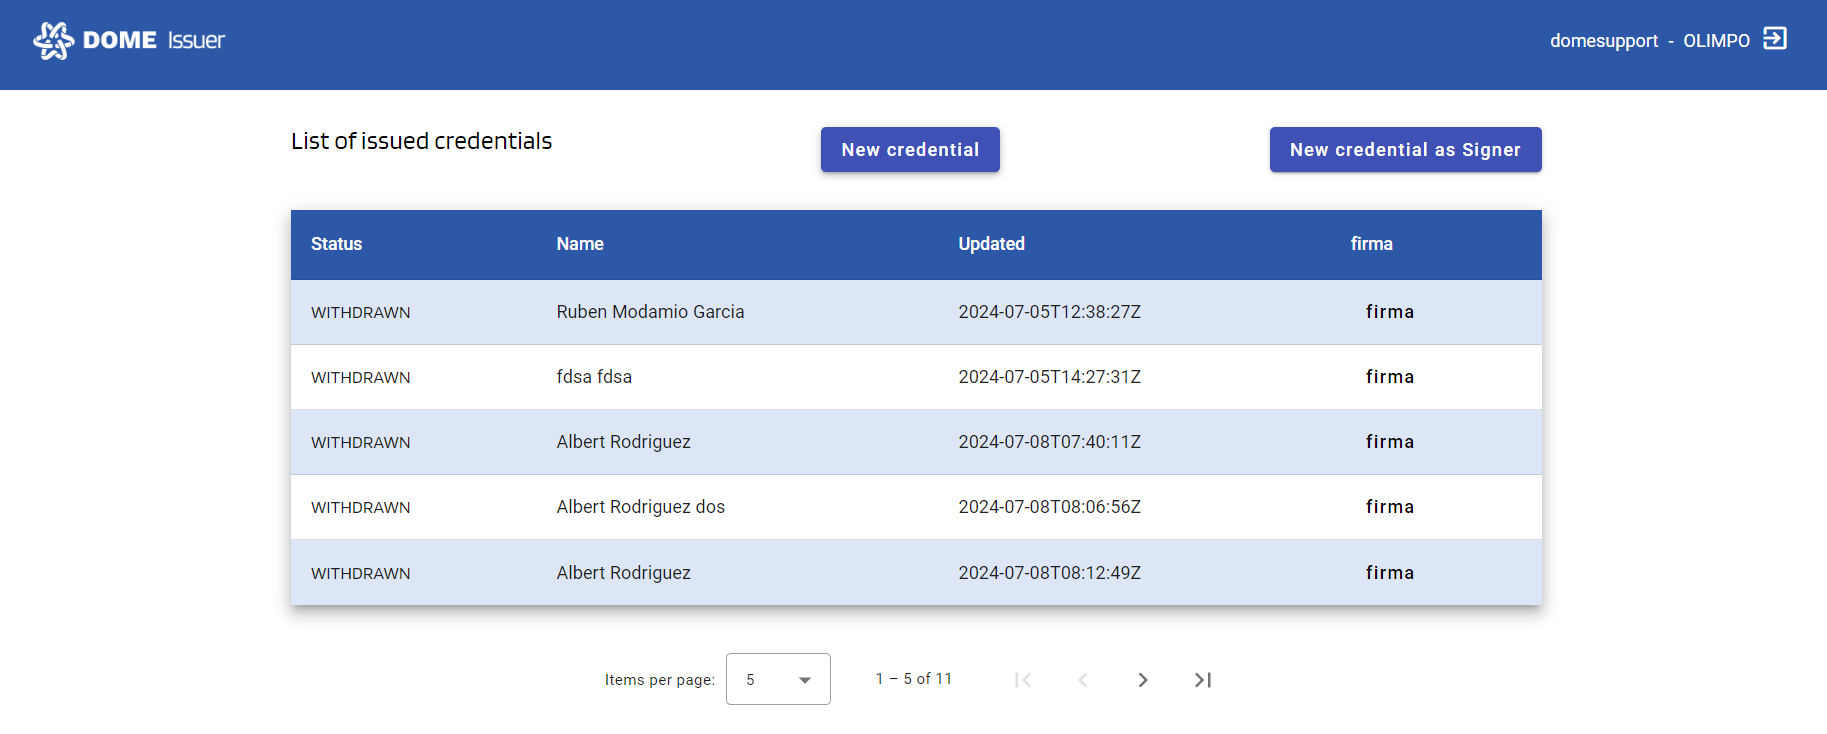 DOME Issuer
domesupport - OLIMPO
List of issued credentials
New credential
New credential as Signer
Status Name Updated firma
WITHDRAWN Ruben Modamio Garcia 2024-07-05T12:38:27Z firma
WITHDRAWN fdsa fdsa 2024-07-05T14:27:31Z firma
WITHDRAWN Albert Rodriguez 2024-07-08T07:40:11Z firma
WITHDRAWN Albert Rodriguez dos 2024-07-08T08:06:56Z firma
WITHDRAWN Albert Rodriguez 2024-07-08T08:12:49Z firma
Items per page: 5 1 – 5 of 11